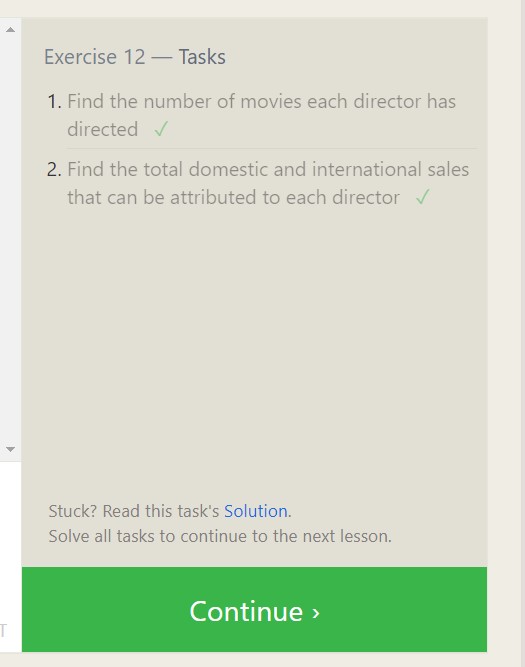 Exercise 12 — Tasks
1. Find the number of movies each director has
directed ✓
2. Find the total domestic and international sales
that can be attributed to each director ✓
Stuck? Read this task's Solution.
Solve all tasks to continue to the next lesson.
T
Continue ›